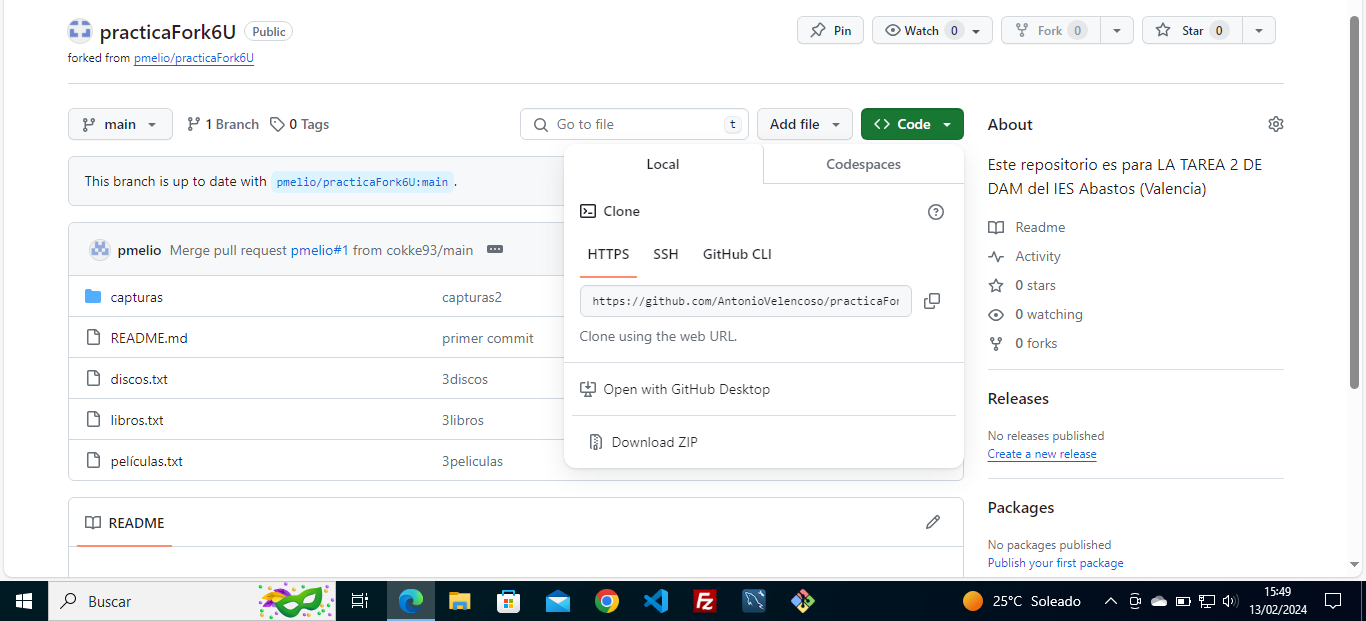 practicaFork6U Public
Pin
Watch 0
Fork 0
Star 0
forked from pmelio/practicaFork6U
main
1 Branch
0 Tags
Go to file
t
Add file
Code
This branch is up to date with pmelio/practicaFork6U:main .
pmelio Merge pull request pmelio#1 from cokke93/main
capturas capturas2
README.md primer commit
discos.txt 3discos
libros.txt 3libros
películas.txt 3peliculas
README
Local
Codespaces
Clone
HTTPS SSH GitHub CLI
https://github.com/AntonioVelencoso/practicaFor
Clone using the web URL.
Open with GitHub Desktop
Download ZIP
About
Este repositorio es para LA TAREA 2 DE
DAM del IES Abastos (Valencia)
Readme
Activity
0 stars
0 watching
0 forks
Releases
No releases published
Create a new release
Packages
No packages published
Publish your first package
Buscar
Fz
25°C Soleado
15:49
13/02/2024